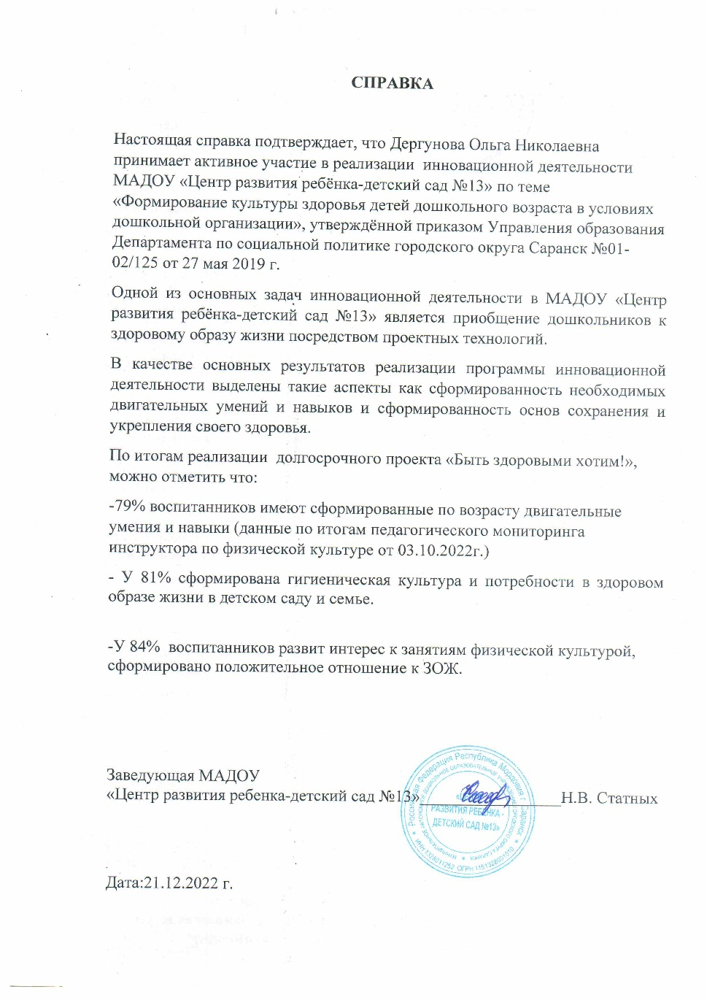 СПРАВКА
Настоящая справка подтверждает, что Дергунова Ольга Николаевна
принимает активное участие в реализации инновационной деятельности
МАДОУ «Центр развития ребёнка-детский сад №13» по теме
«Формирование культуры здоровья детей дошкольного возраста в условиях
дошкольной организации», утверждённой приказом Управления образования
Департамента по социальной политике городского округа Саранск №01-
02/125 от 27 мая 2019 г.
Одной из основных задач инновационной деятельности в МАДОУ «Центр
развития ребёнка-детский сад №13» является приобщение дошкольников к
здоровому образу жизни посредством проектных технологий.
В качестве основных результатов реализации программы инновационной
деятельности выделены такие аспекты как сформированность необходимых
двигательных умений и навыков и сформированность основ сохранения и
укрепления своего здоровья.
По итогам реализации долгосрочного проекта «Быть здоровыми хотим!»,
можно отметить что:
-79% воспитанников имеют сформированные по возрасту двигательные
умения и навыки (данные по итогам педагогического мониторинга
инструктора по физической культуре от 03.10.2022г.)
- У 81% сформирована гигиеническая культура и потребности в здоровом
образе жизни в детском саду и семье.
-У 84% воспитанников развит интерес к занятиям физической культурой,
сформировано положительное отношение к ЗОЖ.
Заведующая МАДОУ
«Центр развития ребенка-детский сад №13»________________Н.В. Статных
Российская Федерация Республика Мордовия г. Саранск
РАЗВИТИЯ РЕБЕНКА -
ДЕТСКИЙ САД №13»
Дата:21.12.2022 г.